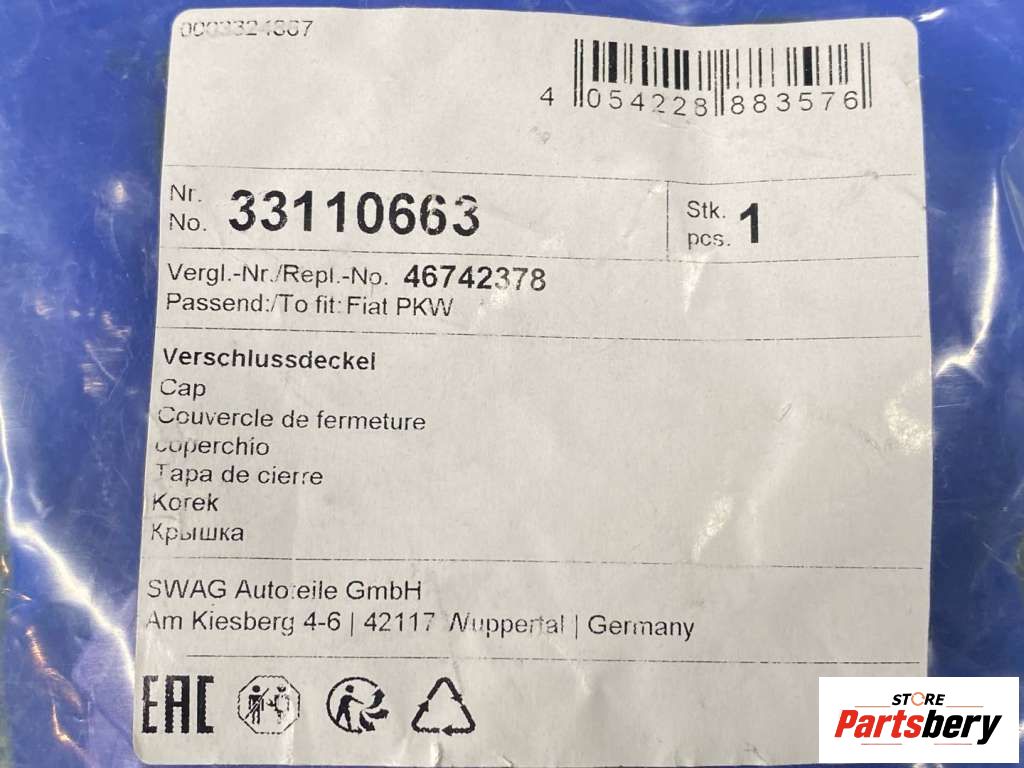 4 054228 883576
Nr.
No. 33110663
Stk.
pcs. 1
Vergl.-Nr./Repl.-No. 46742378
Passend:/To fit: Fiat PKW
Verschlussdeckel
Cap
Couvercle de fermeture
Coperchio
Tapa de cierre
Korek
Крышка
SWAG Autoteile GmbH
Am Kiesberg 4-6 | 42117 Wuppertal | Germany
EAC
STORE
Partsbery